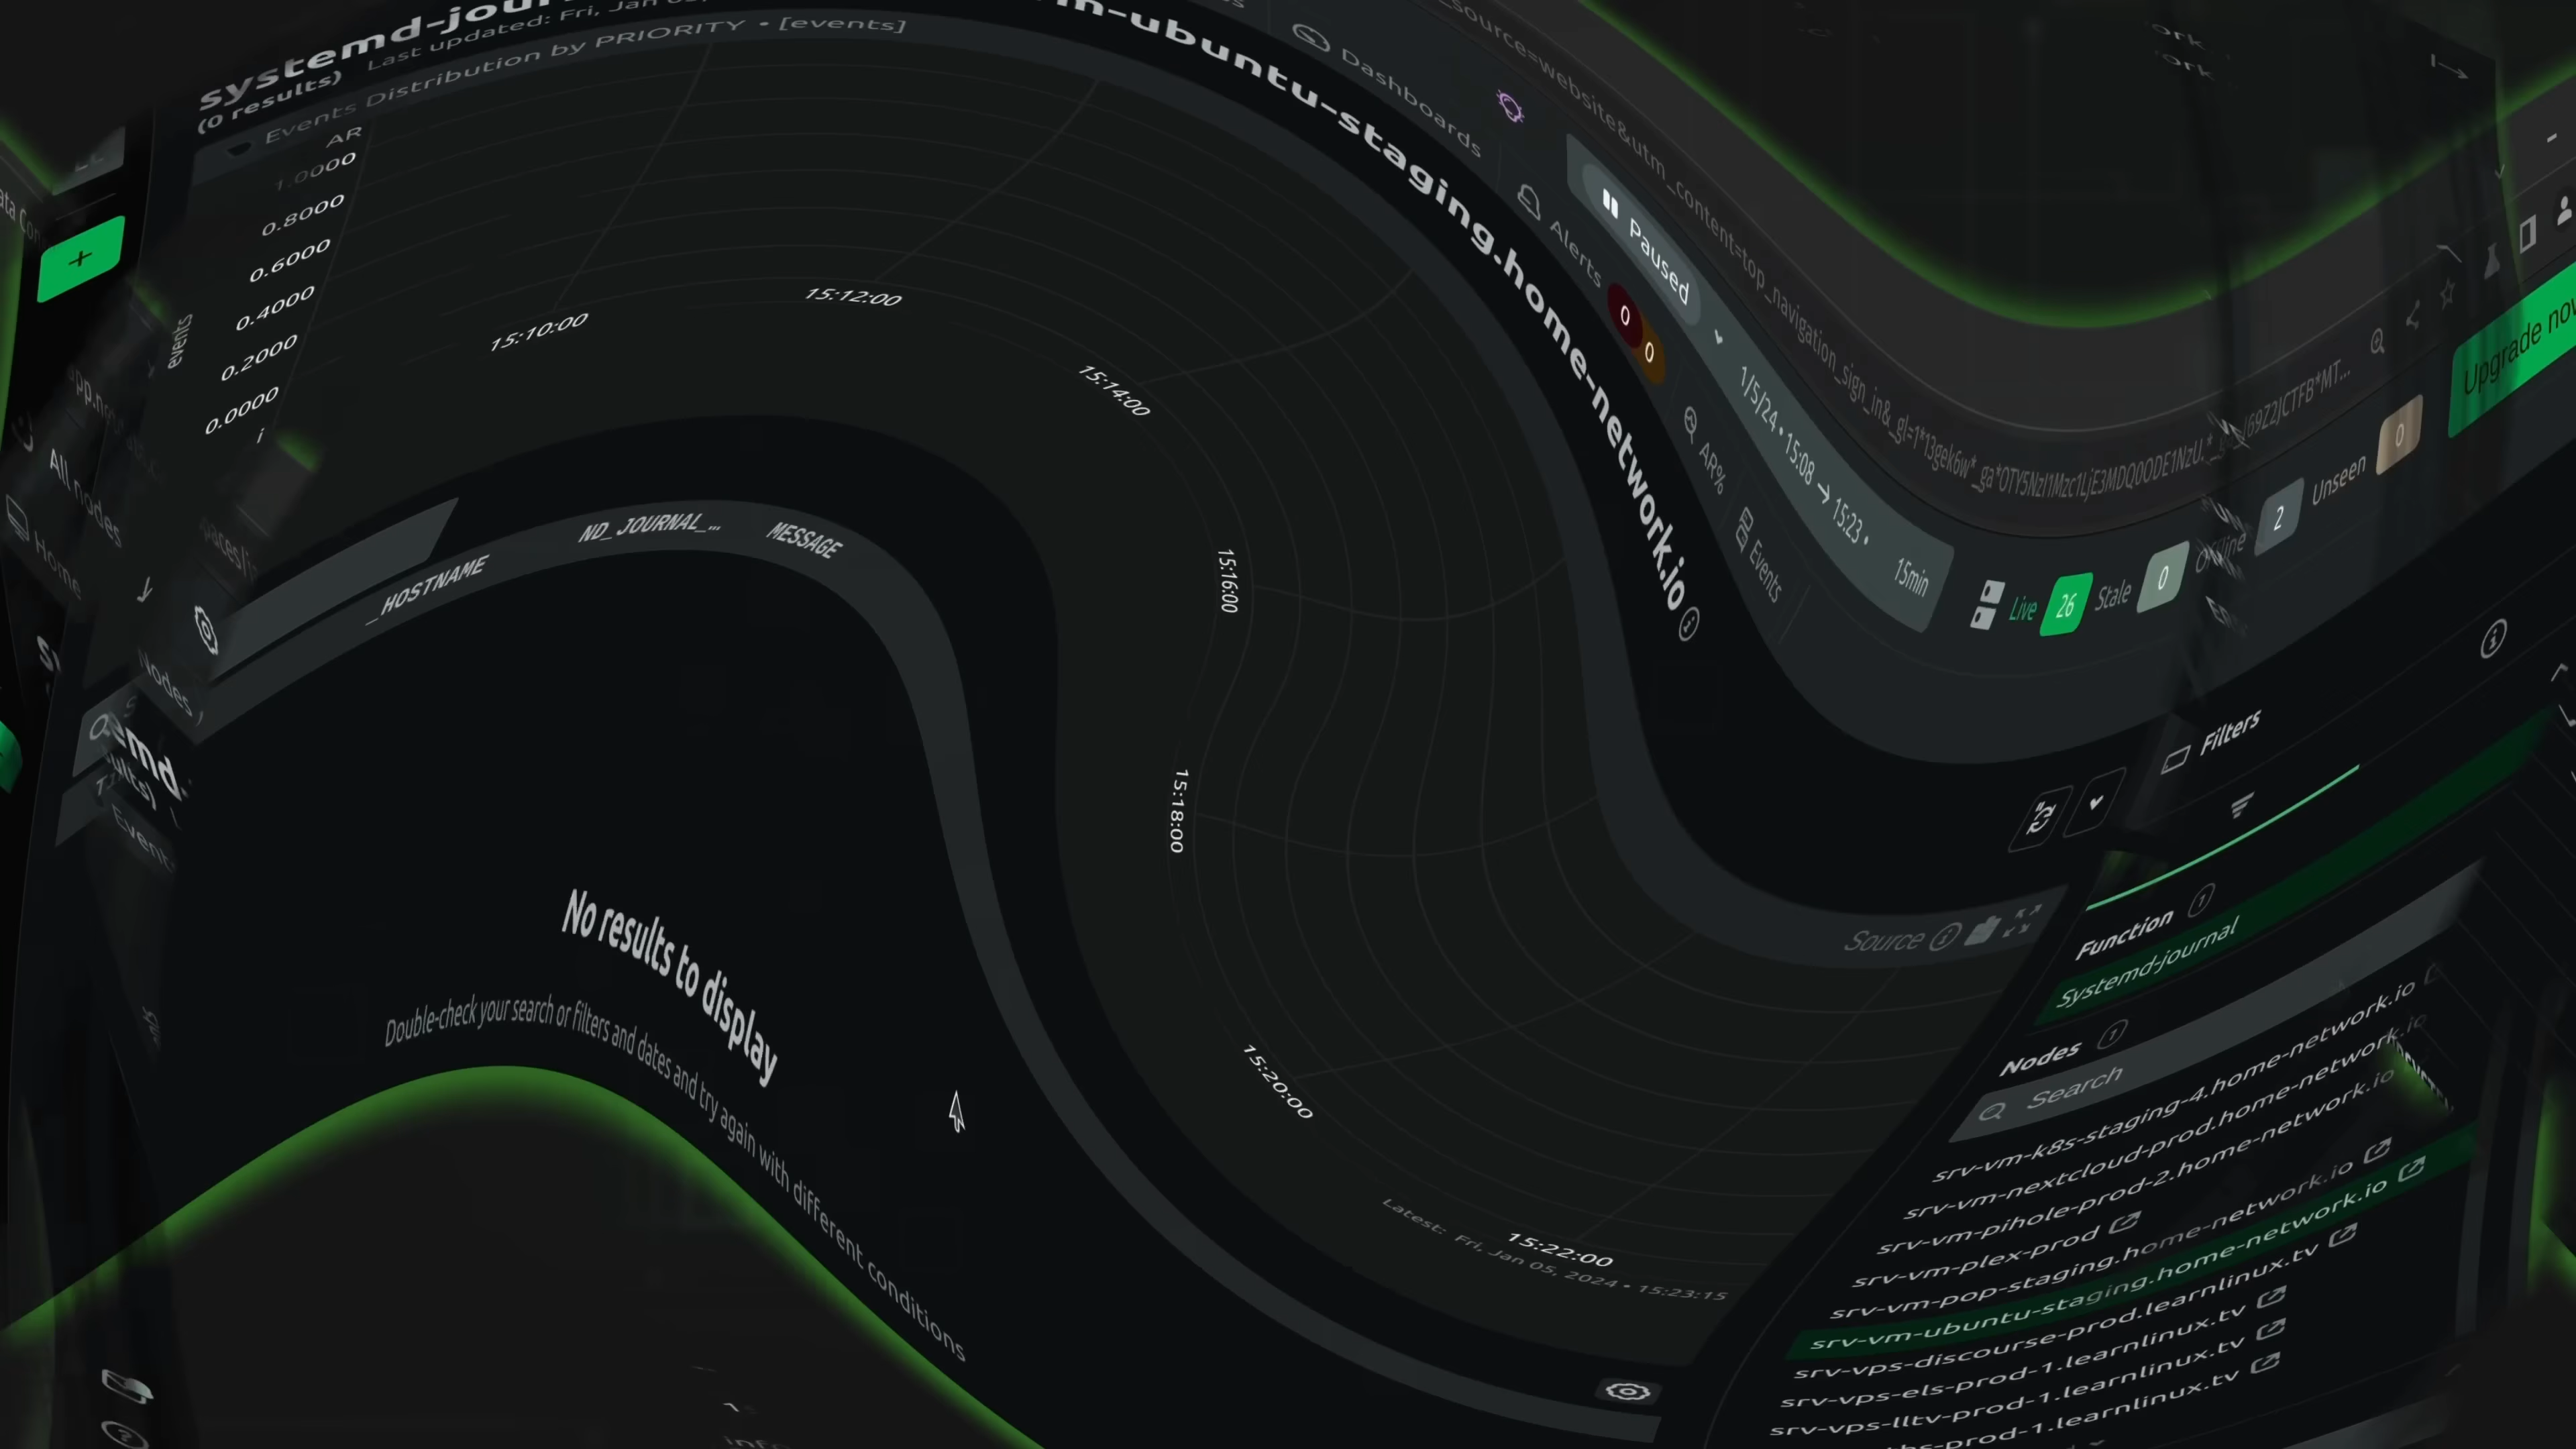 (0 results)
Last updated: Fri, Jan
Events Distribution by PRIORITY • [events]
AR
1.0000
0.8000
0.6000
0.4000
0.2000
0.0000
events
15:10:00
15:12:00
15:14:00
15:16:00
15:18:00
15:20:00
15:22:00
Latest: Fri, Jan 05, 2024 • 15:23:15
Dashboards
Alerts
0
0
AR%
Events
Paused
1/5/24 • 15:08 → 15:23 •
15min
Live
26
Stale
0
Offline
2
Unseen
0
Upgrade now
All nodes
Home
Nodes
_HOSTNAME
ND_JOURNAL_…
MESSAGE
No results to display
Double-check your search or filters and dates and try again with different conditions
Source
Filters
Function
1
Systemd-journal
Nodes
1
Search
srv-vm-k8s-staging-4.home-network.io
srv-vm-nextcloud-prod.home-network.io
srv-vm-pihole-prod-2.home-network.io
srv-vm-plex-prod
srv-vm-pop-staging.home-network.io
srv-vm-ubuntu-staging.home-network.io
srv-vps-discourse-prod.learnlinux.tv
srv-vps-els-prod-1.learnlinux.tv
srv-vps-lltv-prod-1.learnlinux.tv